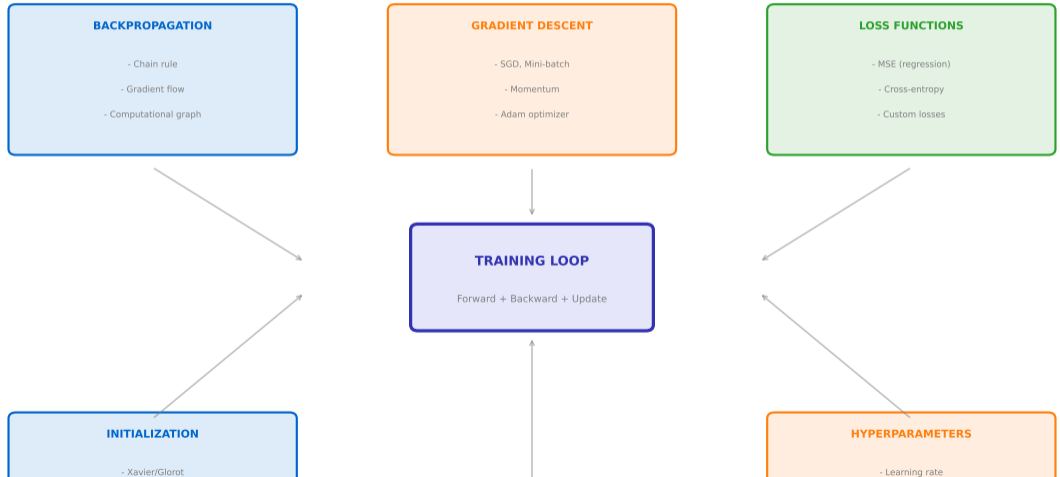 BACKPROPAGATION
- Chain rule
- Gradient flow
- Computational graph
GRADIENT DESCENT
- SGD, Mini-batch
- Momentum
- Adam optimizer
LOSS FUNCTIONS
- MSE (regression)
- Cross-entropy
- Custom losses
TRAINING LOOP
Forward + Backward + Update
INITIALIZATION
- Xavier/Glorot
HYPERPARAMETERS
- Learning rate